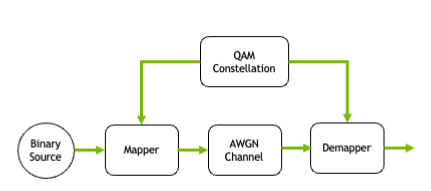 QAM
Constellation
Binary
Source
Mapper
AWGN
Channel
Demapper